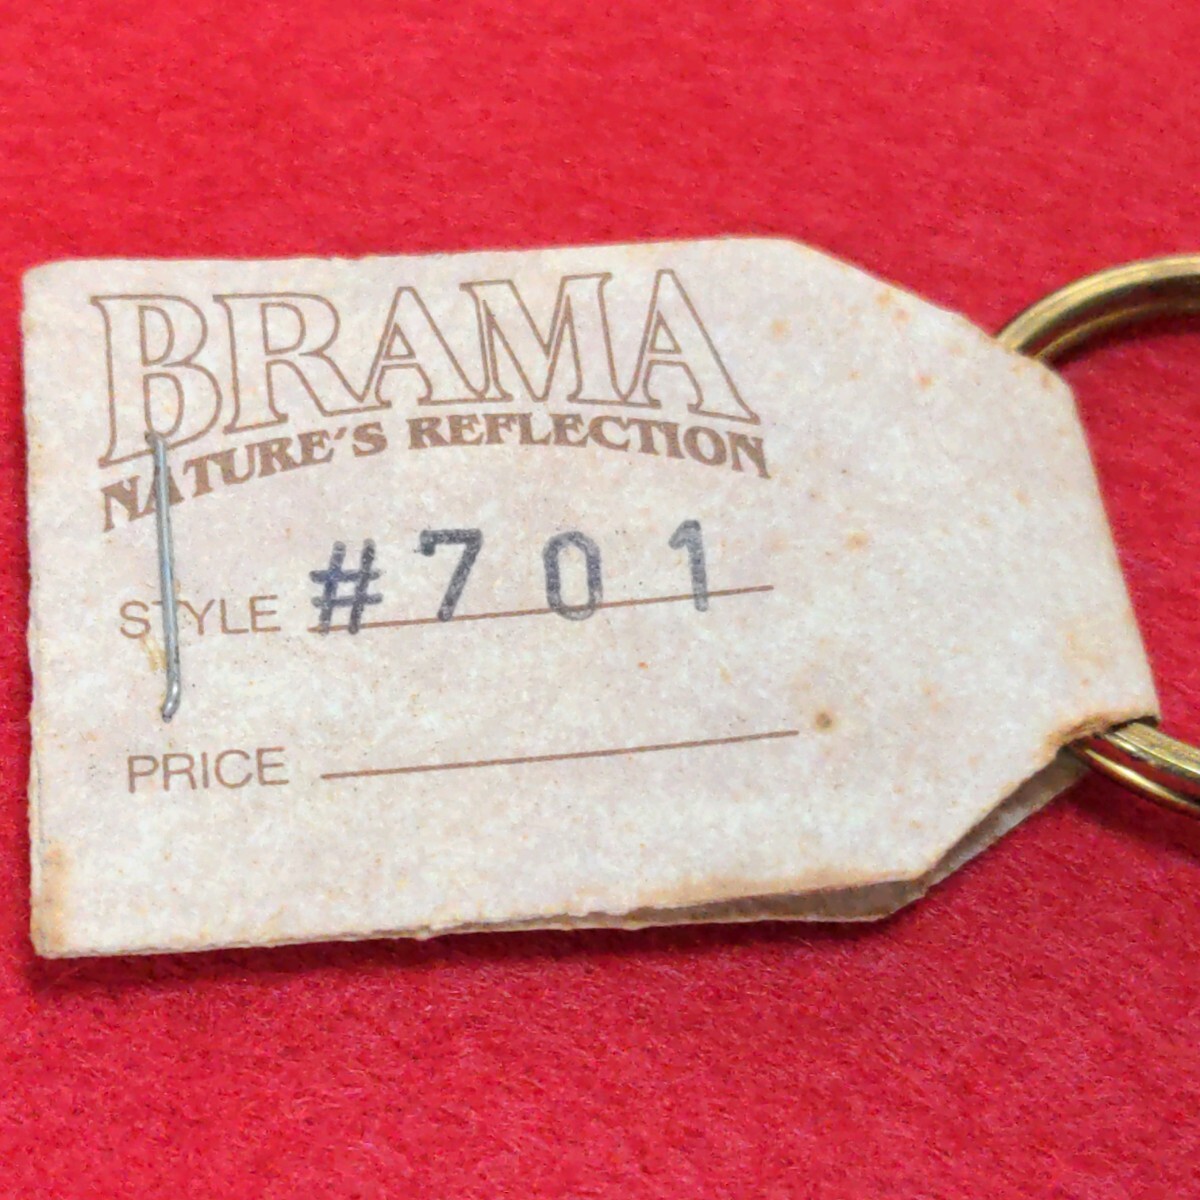 BRAMA
NATURE'S REFLECTION
STYLE #701
PRICE